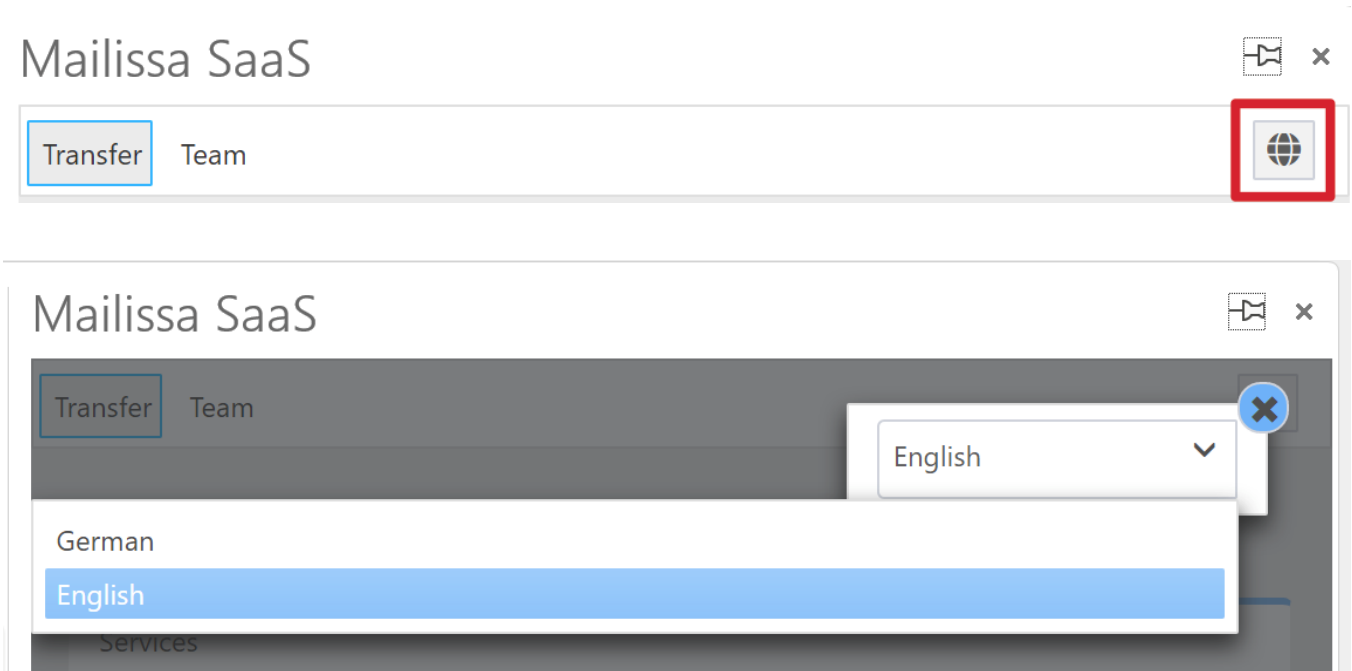 Mailissa SaaS
Transfer Team
Mailissa SaaS
Transfer Team
English
German
English
Services